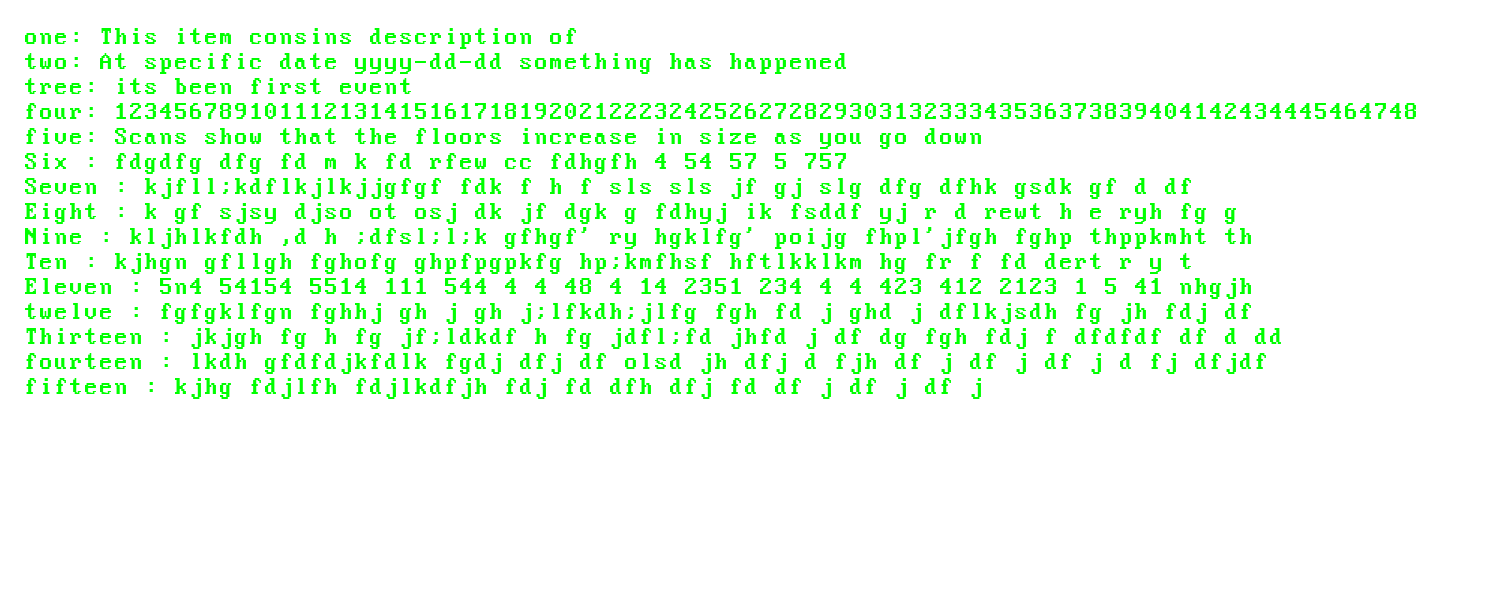 one: This item consins description of
two: At specific date yyyy-dd-dd something has happened
tree: its been first event
four: 123456789101112131415161718192021222324252627282930313233343536373839404142434445464748
five: Scans show that the floors increase in size as you go down
Six : fdgdfg dfg fd m k fd rfew cc fdhgfh 4 54 57 5 757
Seven : kjfll;kdflkjlkjjgfgf fdk f h f sls sls jf gj slg dfg dfhk gsdk gf d df
Eight : k gf sjsy djso ot osj dk jf dgk g fdhyj ik fsddf yj r d rewt h e ryh fg g
Nine : kljhlkfdh ,d h ;dfsl;l;k gfhgf' ry hgklfg' poijg fhpl'jfgh fghp thppkmht th
Ten : kjhgn gfllgh fghofg ghpfpgpkfg hp;kmfhsf hftlkklkm hg fr f fd dert r y t
Eleven : 5n4 54154 5514 111 544 4 4 48 4 14 2351 234 4 4 423 412 2123 1 5 41 nhgjh
twelve : fgfgklfgn fghhj gh j gh j;lfkdh;jlfg fgh fd j ghd j dflkjsdh fg jh fdj df
Thirteen : jkjgh fg h fg jf;ldkdf h fg jdfl;fd jhfd j df dg fgh fdj f dfdfdf df d dd
fourteen : lkdh gfdfdjkfdlk fgdj dfj df olsd jh dfj d fjh df j df j df j d fj dfjdf
fifteen : kjhg fdjlfh fdjlkdfjh fdj fd dfh dfj fd df j df j df j